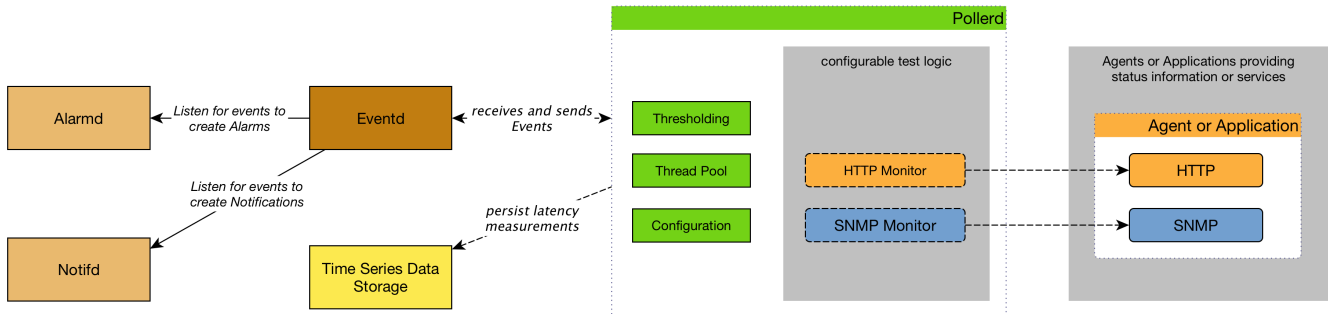 Pollerd
configurable test logic
Agents or Applications providing
status information or services
Alarmd
Listen for events to
create Alarms
Eventd
receives and sends
Events
Thresholding
Agent or Application
Thread Pool
HTTP Monitor
HTTP
Listen for events to
create Notifications
persist latency
measurements
Configuration
SNMP Monitor
SNMP
Notifd
Time Series Data
Storage